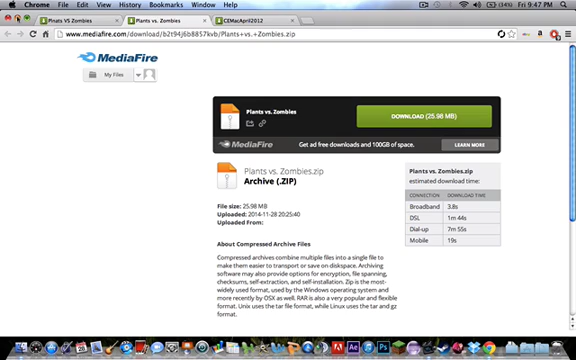 Chrome File Edit View History Bookmarks Window Help
Fri 9:47 PM
Pinats VS Zombies
Plants vs. Zombies
CEMacApril2012
www.mediafire.com/download/b2t94j6b8857kvb/Plants+vs.+Zombies.zip
MediaFire
My Files
Plants vs. Zombies
DOWNLOAD (25.98 MB)
MediaFire Get ad free downloads and 100GB of space. LEARN MORE
Plants vs. Zombies.zip
Archive (.ZIP)
File size: 25.98 MB
Uploaded: 2014-11-28 20:25:40
Uploaded From:
About Compressed Archive Files
Compressed archives combine multiple files into a single file to
make them easier to transport or save on diskspace. Archiving
software may also provide options for encryption, file spanning,
checksums, self-extraction, and self-installation. Zip is the most-
widely used format, used by the Windows operating system and
more recently by OSX as well. RAR is also a very popular and flexible
format. Unix uses the tar file format, while Linux uses the tar and gz
format.
Plants vs. Zombies.zip
estimated download time:
CONNECTION DOWNLOAD TIME
Broadband 3.8s
DSL 1m 44s
Dial-up 7m 55s
Mobile 19s